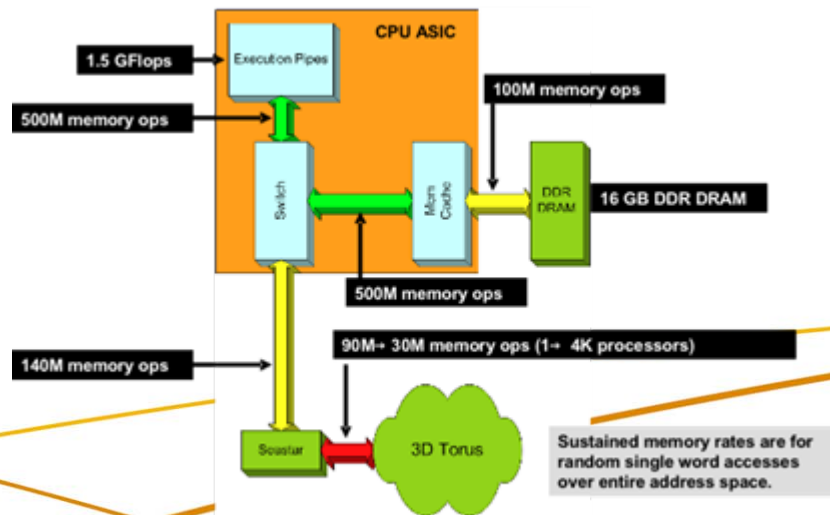 CPU ASIC
1.5 GFlops
Execution Pipes
100M memory ops
500M memory ops
Switch
Mem
Cache
DDR
DRAM
16 GB DDR DRAM
500M memory ops
90M→ 30M memory ops (1→ 4K processors)
140M memory ops
Seastar
3D Torus
Sustained memory rates are for
random single word accesses
over entire address space.